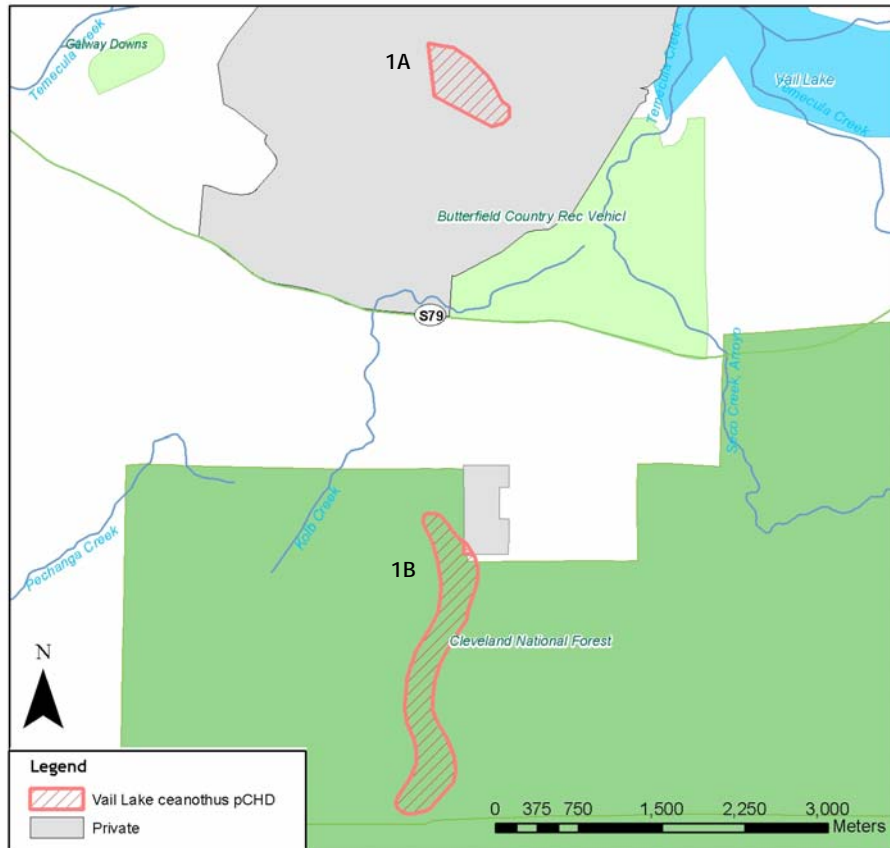 1A
Galway Downs
Temecula Creek
Temecula Creek
Vail Lake
Temecula Creek
Butterfield Country Rec Vehicl
S79
Seco Creek, Arroyo
Kolb Creek
Pechanga Creek
1B
Cleveland National Forest
N
Legend
Vail Lake ceanothus pCHD
Private
0 375 750 1,500 2,250 3,000
Meters